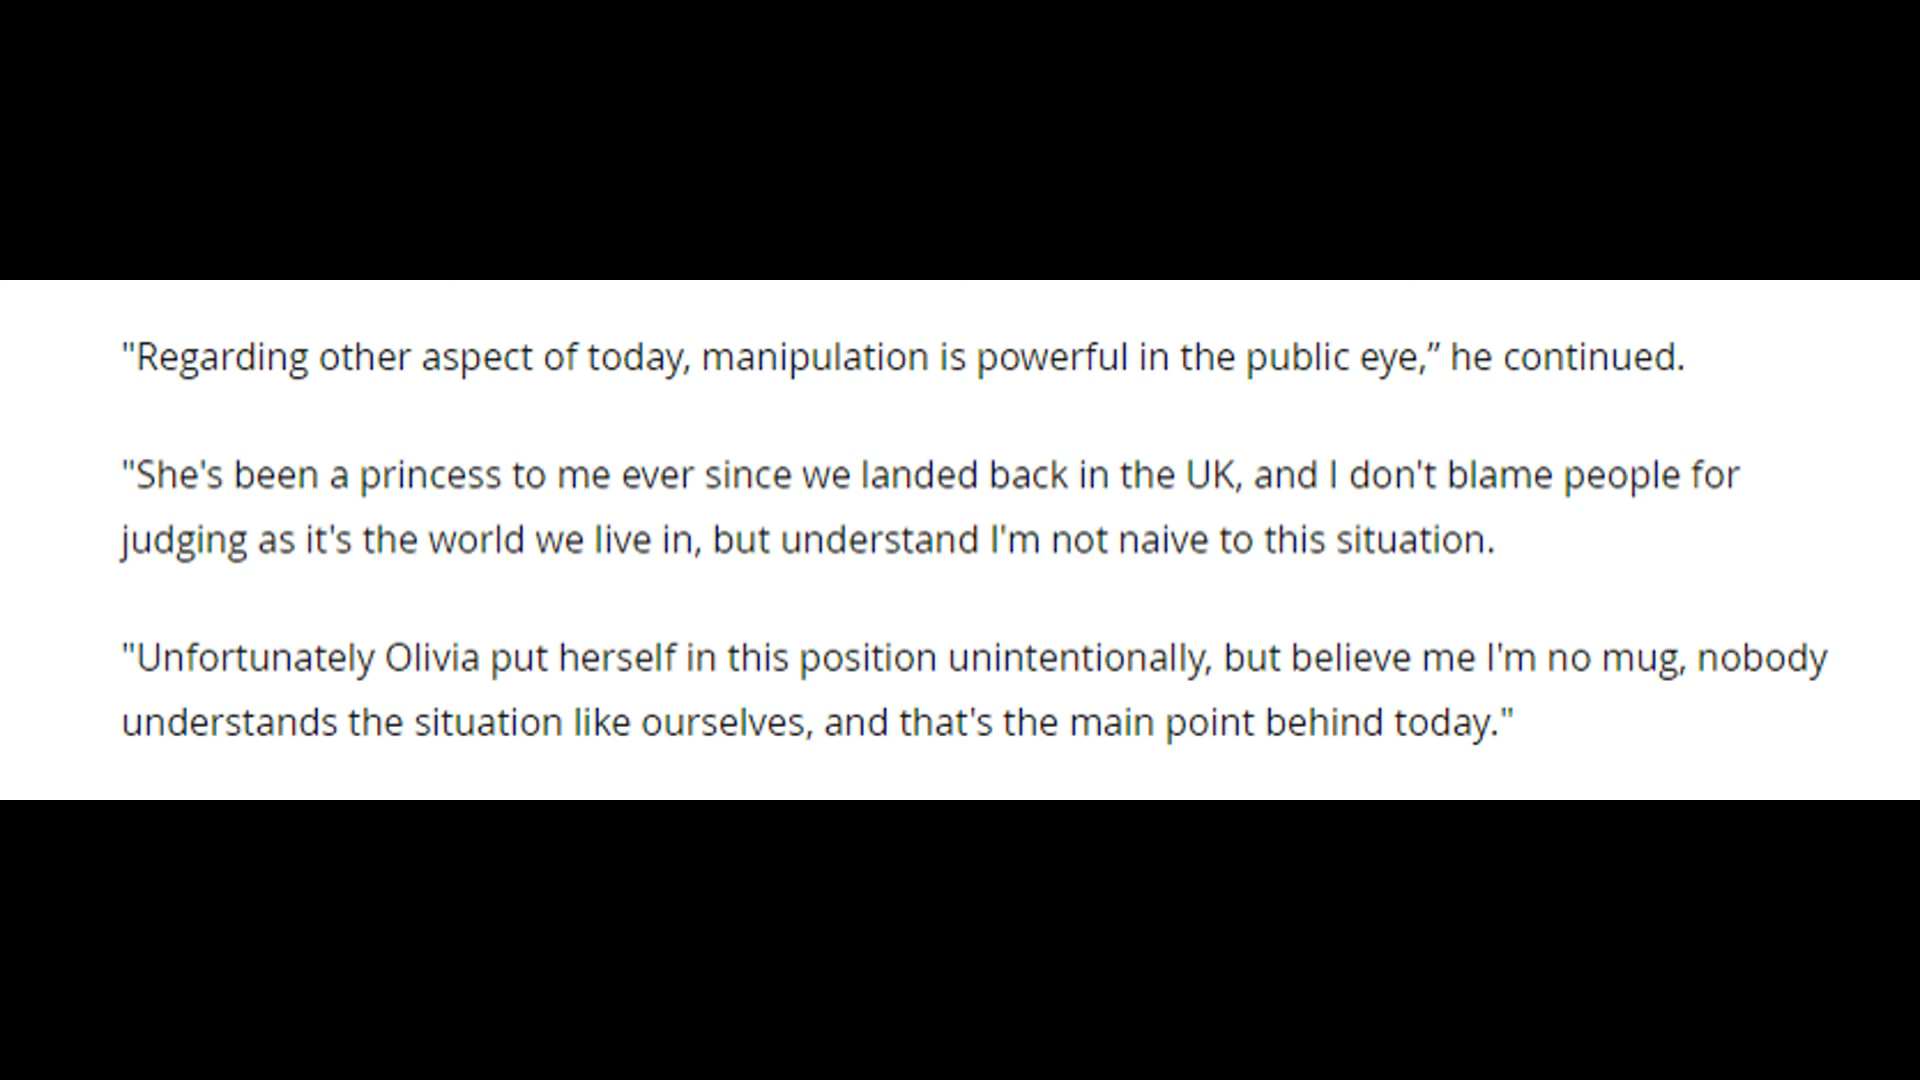 "Regarding other aspect of today, manipulation is powerful in the public eye,” he continued.
"She's been a princess to me ever since we landed back in the UK, and I don't blame people for
judging as it's the world we live in, but understand I'm not naive to this situation.
"Unfortunately Olivia put herself in this position unintentionally, but believe me I'm no mug, nobody
understands the situation like ourselves, and that's the main point behind today."